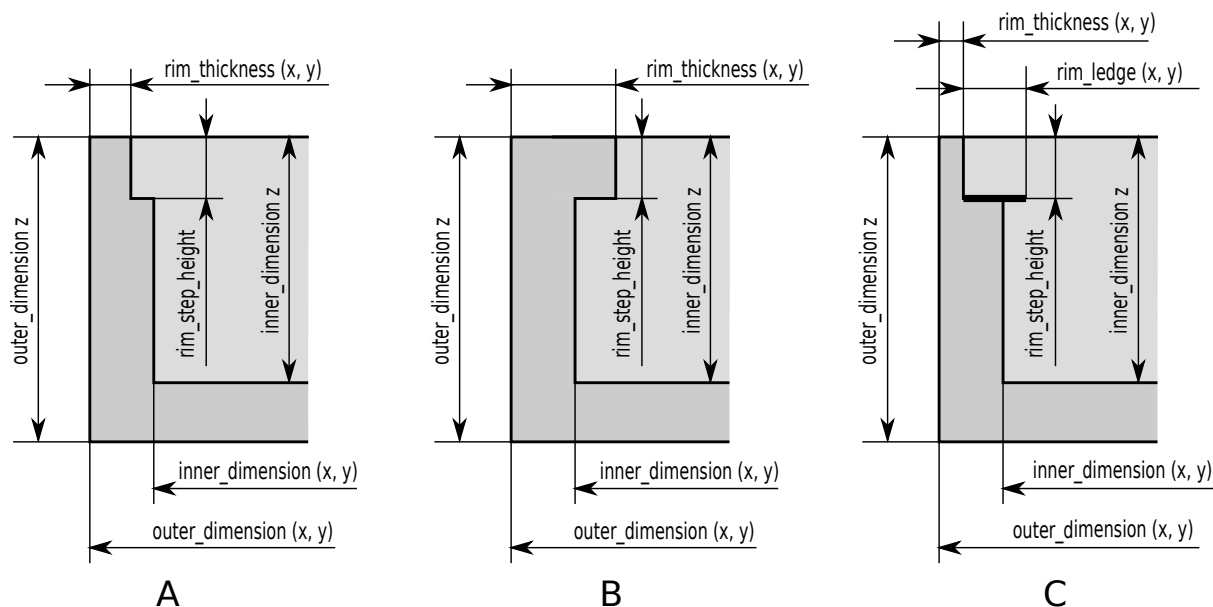 rim_thickness (x, y)
outer_dimension z
rim_step_height
inner_dimension z
inner_dimension (x, y)
outer_dimension (x, y)
A
rim_thickness (x, y)
outer_dimension z
rim_step_height
inner_dimension z
inner_dimension (x, y)
outer_dimension (x, y)
B
rim_thickness (x, y)
rim_ledge (x, y)
outer_dimension z
rim_step_height
inner_dimension z
inner_dimension (x, y)
outer_dimension (x, y)
C